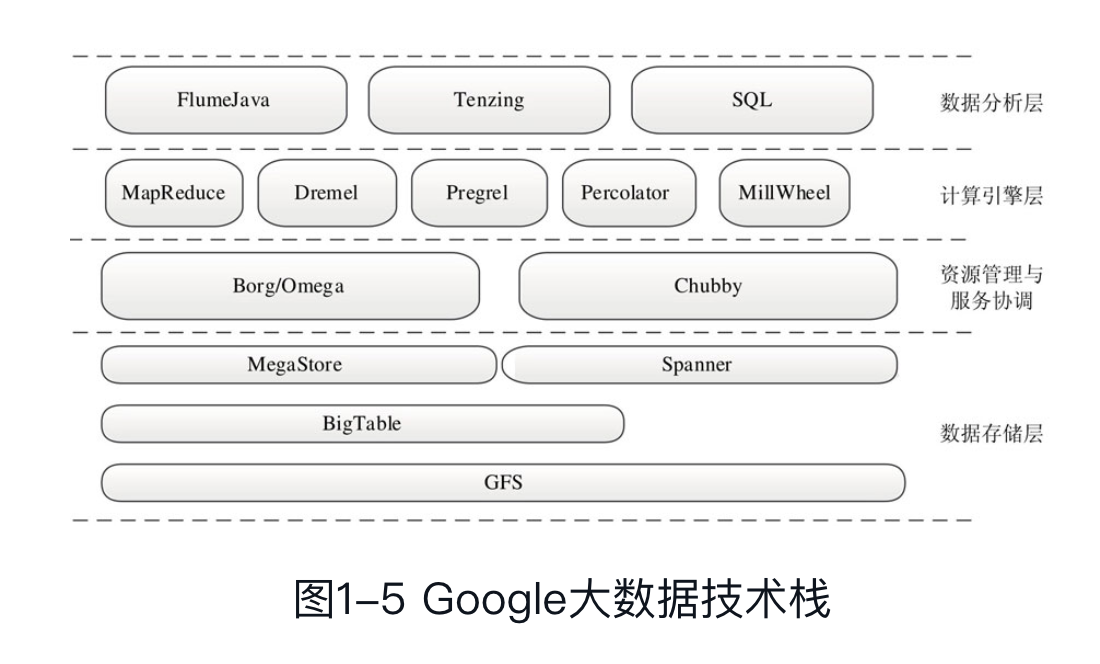 FlumeJava Tenzing SQL 数据分析层
MapReduce Dremel Pregrel Percolator MillWheel 计算引擎层
Borg/Omega Chubby 资源管理与
服务协调
MegaStore Spanner
BigTable 数据存储层
GFS
图1-5 Google大数据技术栈